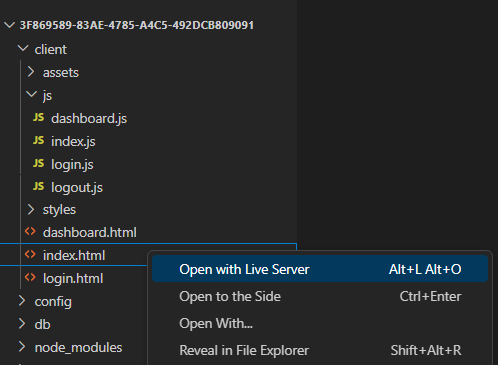 3F869589-83AE-4785-A4C5-492DCB809091
client
assets
js
JS dashboard.js
JS index.js
JS login.js
JS logout.js
styles
<> dashboard.html
<> index.html
Open with Live Server Alt+L Alt+O
<> login.html
Open to the Side Ctrl+Enter
config
Open With...
db
node_modules
Reveal in File Explorer Shift+Alt+R